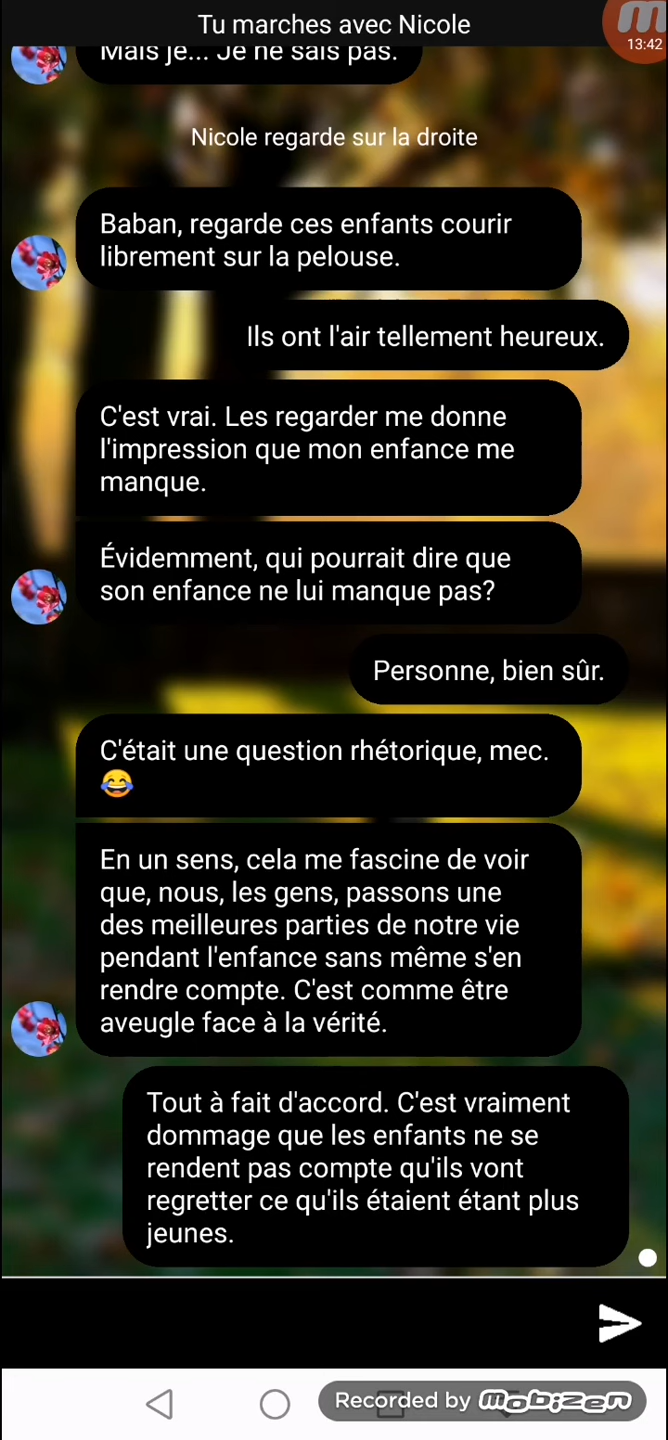 Tu marches avec Nicole
13:42
Mais je... Je ne sais pas.
Nicole regarde sur la droite
Baban, regarde ces enfants courir
librement sur la pelouse.
Ils ont l'air tellement heureux.
C'est vrai. Les regarder me donne
l'impression que mon enfance me
manque.
Évidemment, qui pourrait dire que
son enfance ne lui manque pas?
Personne, bien sûr.
C'était une question rhétorique, mec.
😂
En un sens, cela me fascine de voir
que, nous, les gens, passons une
des meilleures parties de notre vie
pendant l'enfance sans même s'en
rendre compte. C'est comme être
aveugle face à la vérité.
Tout à fait d'accord. C'est vraiment
dommage que les enfants ne se
rendent pas compte qu'ils vont
regretter ce qu'ils étaient étant plus
jeunes.
Recorded by mobizen